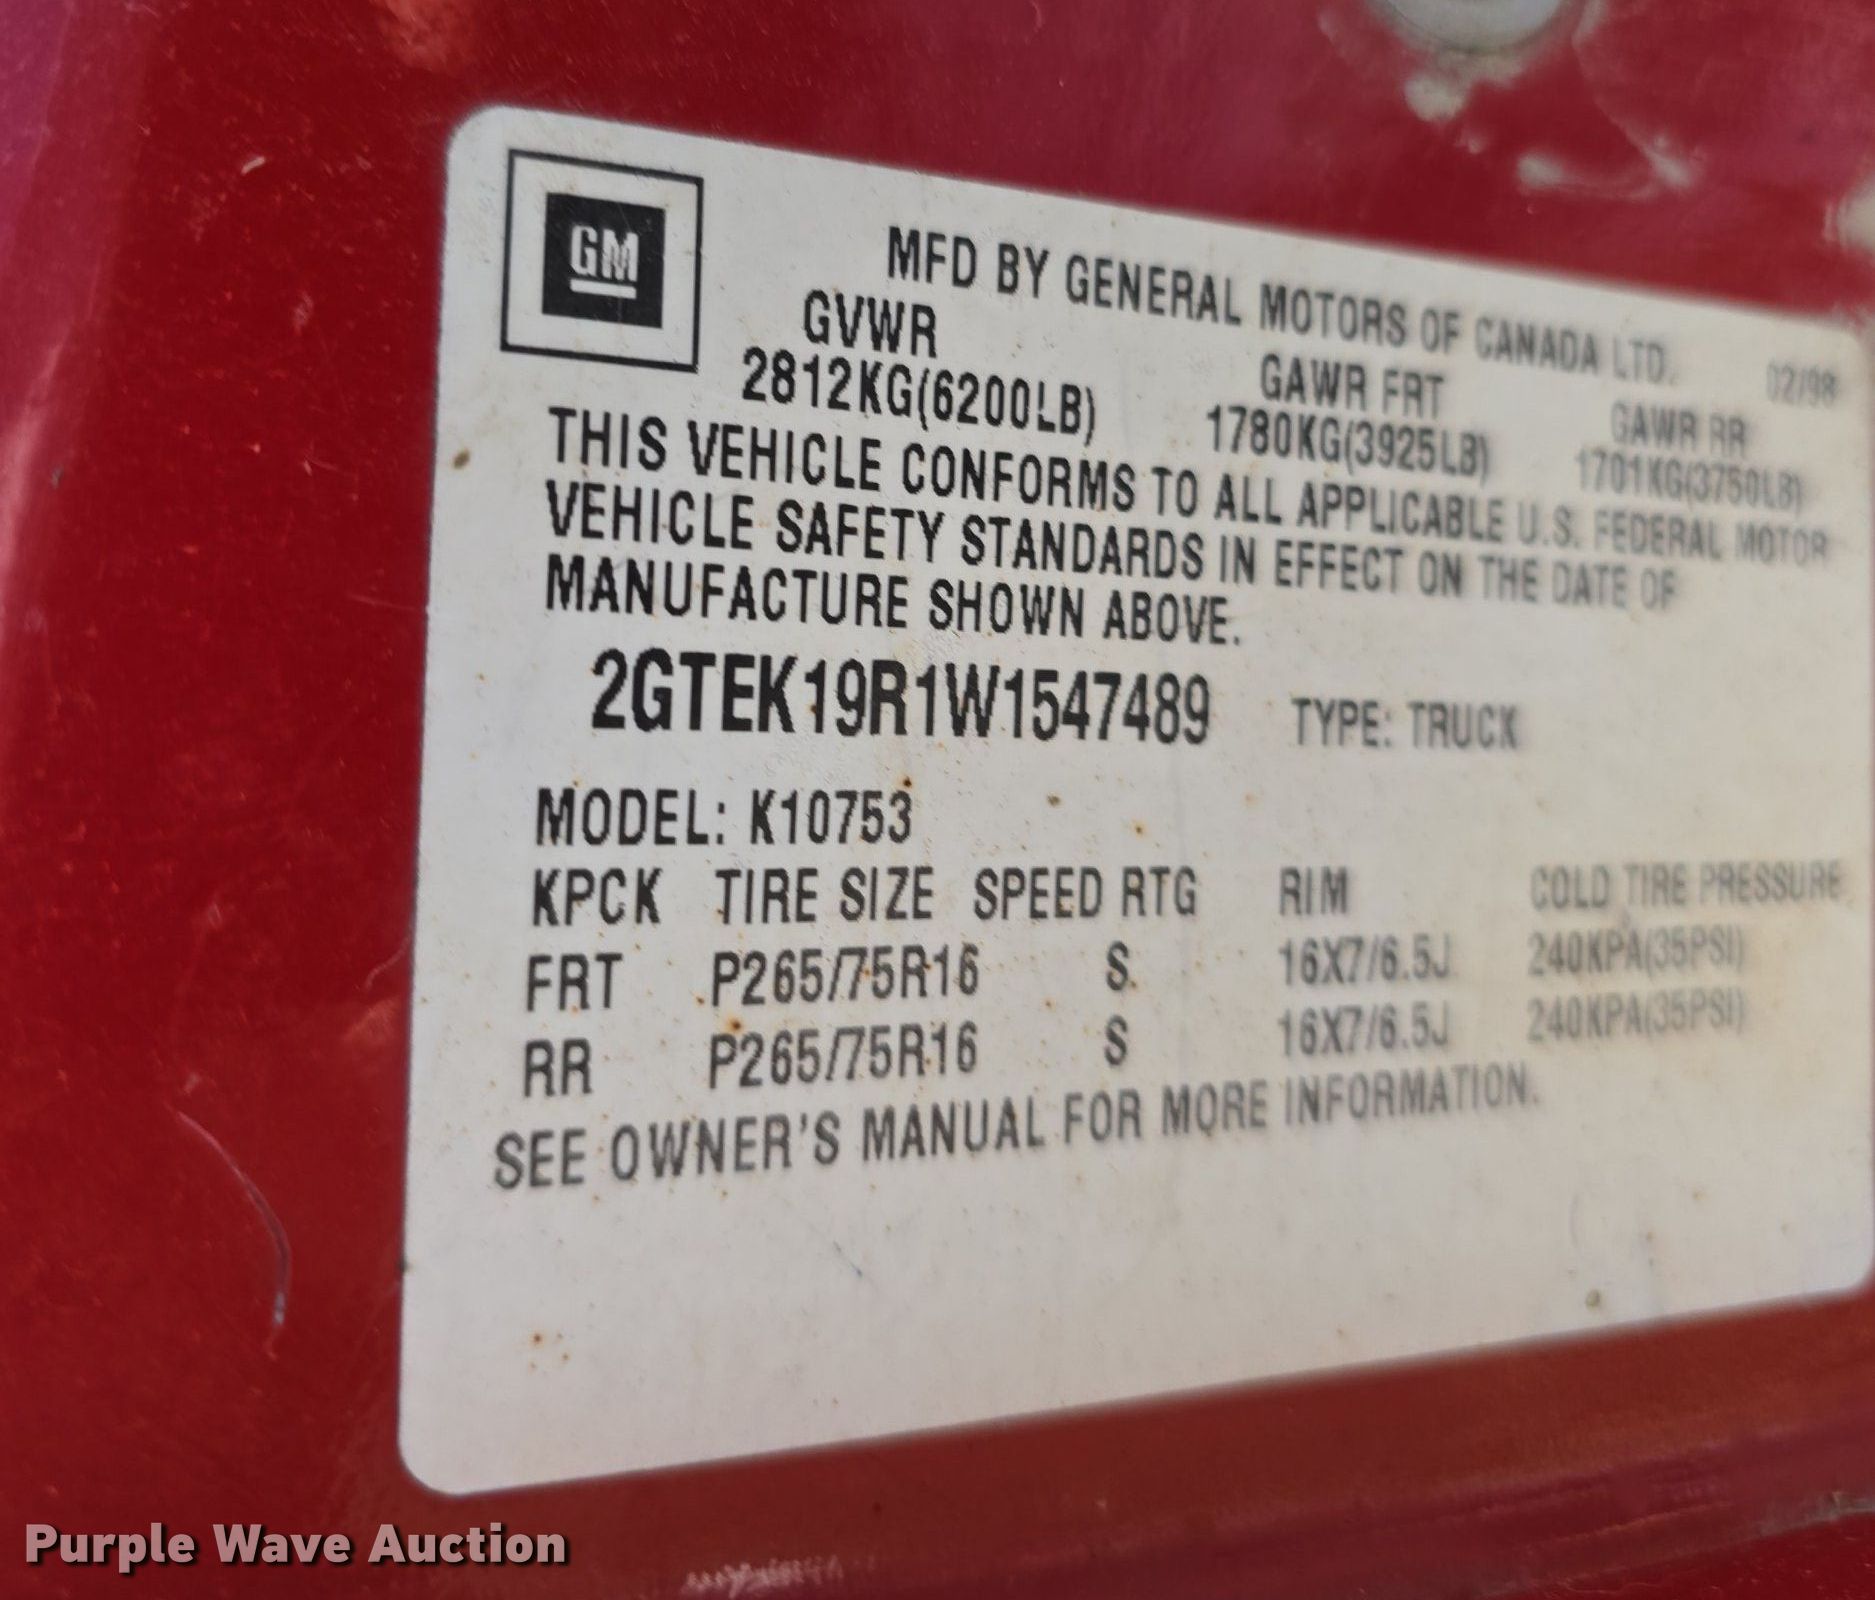 GM
MFD BY GENERAL MOTORS OF CANADA LTD. 02/98
GVWR GAWR FRT GAWR RR
2812KG(6200LB) 1780KG(3925LB) 1701KG(3750LB)
THIS VEHICLE CONFORMS TO ALL APPLICABLE U.S. FEDERAL MOTOR
VEHICLE SAFETY STANDARDS IN EFFECT ON THE DATE OF
MANUFACTURE SHOWN ABOVE.
2GTEK19R1W1547489 TYPE: TRUCK
MODEL: K10753
KPCK TIRE SIZE SPEED RTG RIM COLD TIRE PRESSURE
FRT P265/75R16 S 16X7/6.5J 240KPA(35PSI)
RR P265/75R16 S 16X7/6.5J 240KPA(35PSI)
SEE OWNER'S MANUAL FOR MORE INFORMATION.
Purple Wave Auction